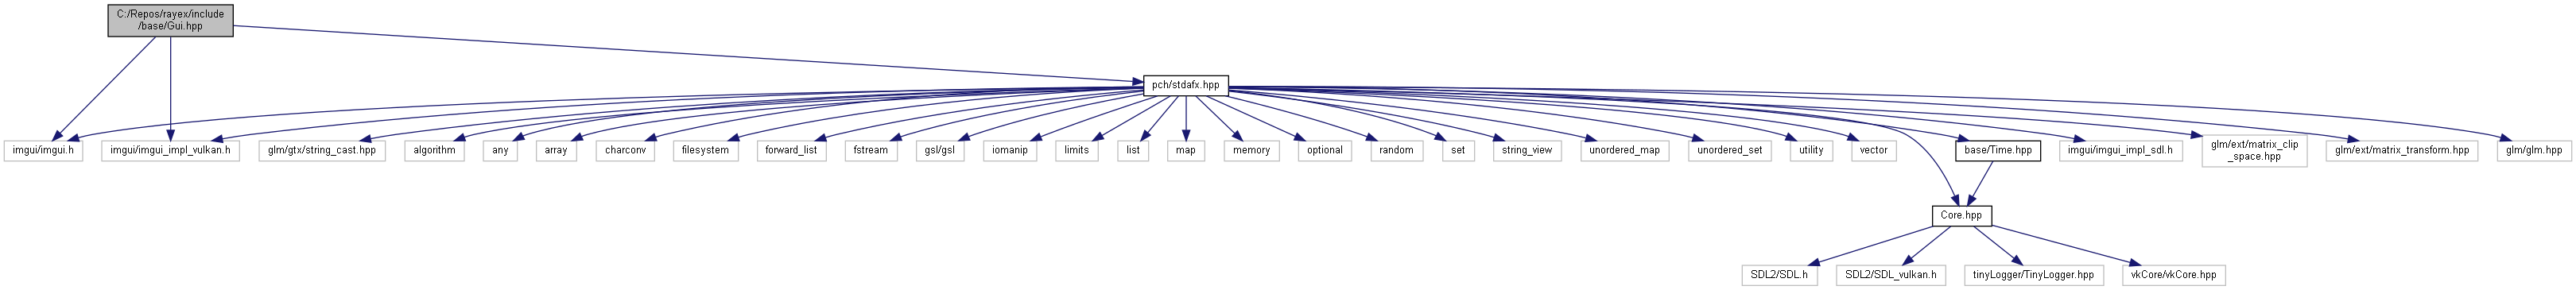 C:/Repos/rayex/include
/base/Gui.hpp
pch/stdafx.hpp
imgui/imgui.h
imgui/imgui_impl_vulkan.h
glm/gtx/string_cast.hpp
algorithm
any
array
charconv
filesystem
forward_list
fstream
gsl/gsl
iomanip
limits
list
map
memory
optional
random
set
string_view
unordered_map
unordered_set
utility
vector
base/Time.hpp
imgui/imgui_impl_sdl.h
glm/ext/matrix_clip
_space.hpp
glm/ext/matrix_transform.hpp
glm/glm.hpp
Core.hpp
SDL2/SDL.h
SDL2/SDL_vulkan.h
tinyLogger/TinyLogger.hpp
vkCore/vkCore.hpp